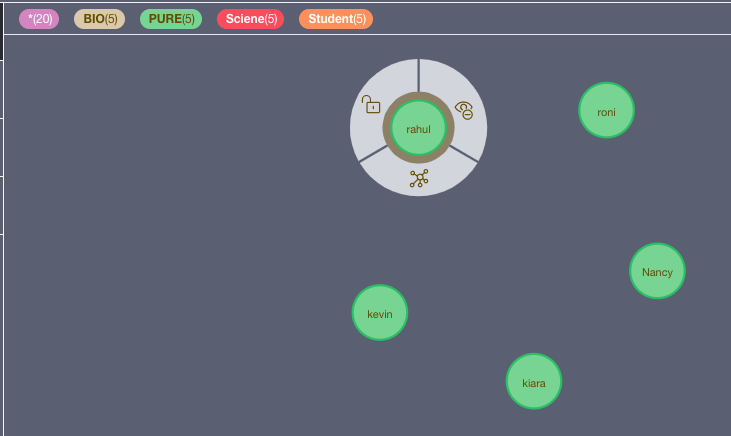 *(20) BIO(5) PURE(5) Sciene(5) Student(5)
rahul
roni
Nancy
kevin
kiara